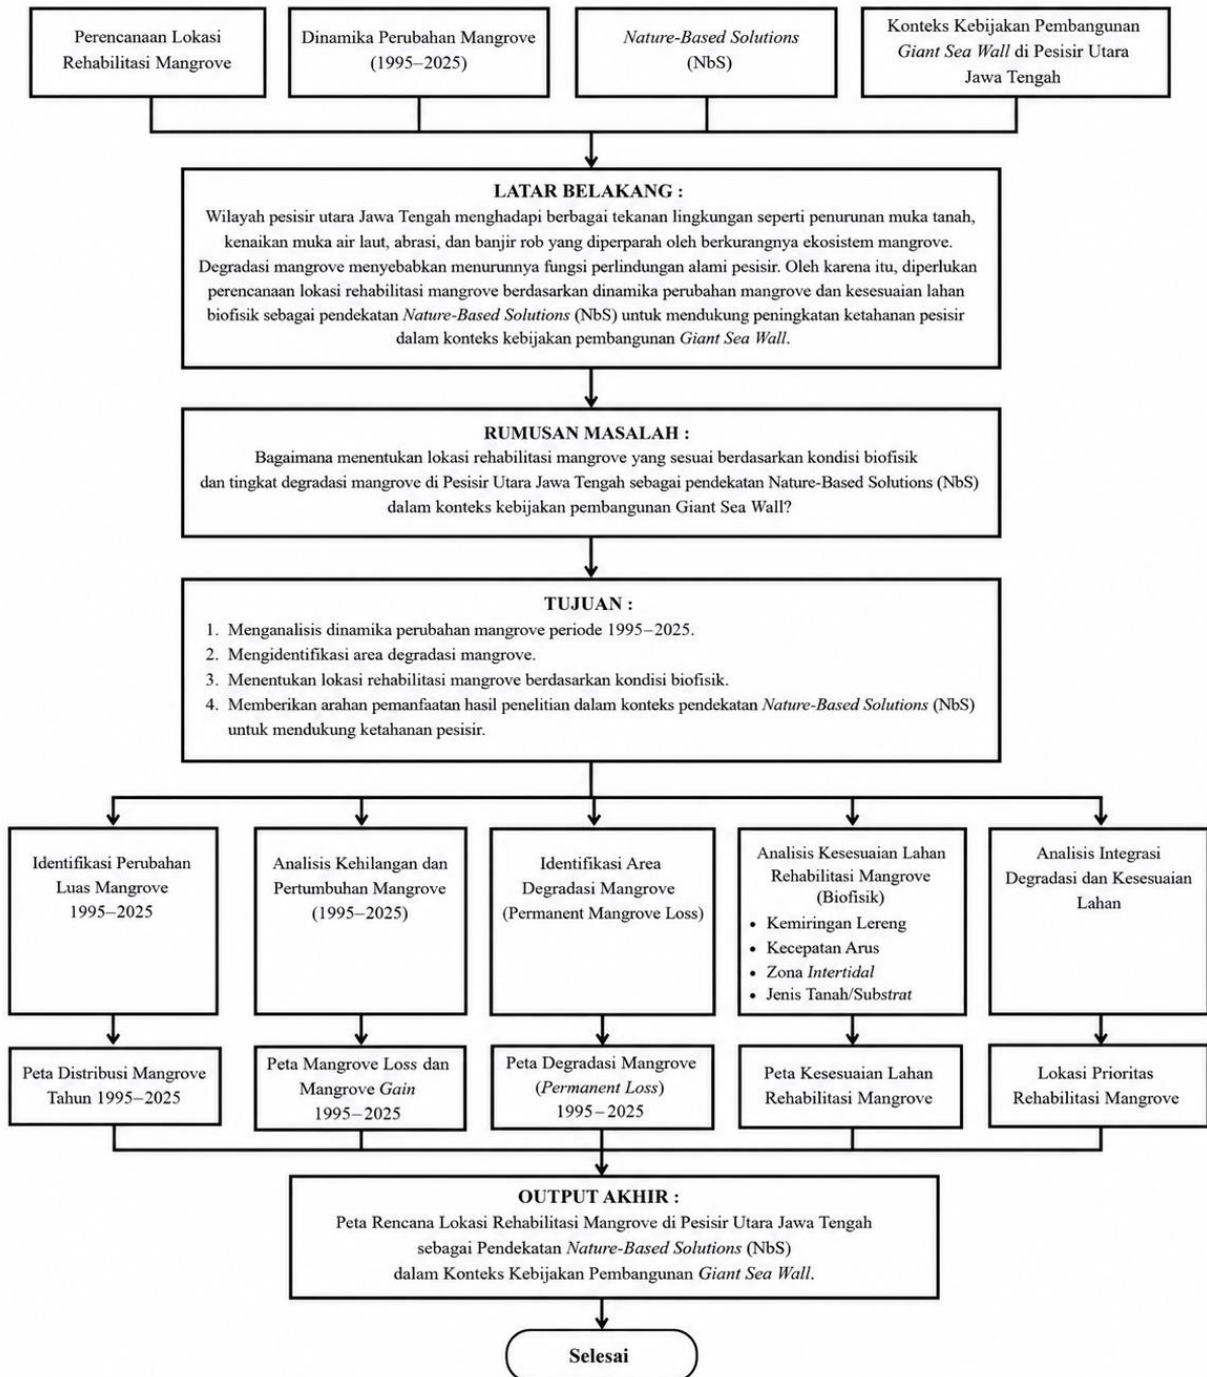 Perencanaan Lokasi
Rehabilitasi Mangrove
Dinamika Perubahan Mangrove
(1995–2025)
Nature-Based Solutions
(NbS)
Konteks Kebijakan Pembangunan
Giant Sea Wall di Pesisir Utara
Jawa Tengah
LATAR BELAKANG :
Wilayah pesisir utara Jawa Tengah menghadapi berbagai tekanan lingkungan seperti penurunan muka tanah,
kenaikan muka air laut, abrasi, dan banjir rob yang diperparah oleh berkurangnya ekosistem mangrove.
Degradasi mangrove menyebabkan menurunnya fungsi perlindungan alami pesisir. Oleh karena itu, diperlukan
perencanaan lokasi rehabilitasi mangrove berdasarkan dinamika perubahan mangrove dan kesesuaian lahan
biofisik sebagai pendekatan Nature-Based Solutions (NbS) untuk mendukung peningkatan ketahanan pesisir
dalam konteks kebijakan pembangunan Giant Sea Wall.
RUMUSAN MASALAH :
Bagaimana menentukan lokasi rehabilitasi mangrove yang sesuai berdasarkan kondisi biofisik
dan tingkat degradasi mangrove di Pesisir Utara Jawa Tengah sebagai pendekatan Nature-Based Solutions (NbS)
dalam konteks kebijakan pembangunan Giant Sea Wall?
TUJUAN :
1. Menganalisis dinamika perubahan mangrove periode 1995–2025.
2. Mengidentifikasi area degradasi mangrove.
3. Menentukan lokasi rehabilitasi mangrove berdasarkan kondisi biofisik.
4. Memberikan arahan pemanfaatan hasil penelitian dalam konteks pendekatan Nature-Based Solutions (NbS)
untuk mendukung ketahanan pesisir.
Identifikasi Perubahan
Luas Mangrove
1995–2025
Analisis Kehilangan dan
Pertumbuhan Mangrove
(1995–2025)
Identifikasi Area
Degradasi Mangrove
(Permanent Mangrove Loss)
Analisis Kesesuaian Lahan
Rehabilitasi Mangrove
(Biofisik)
• Kemiringan Lereng
• Kecepatan Arus
• Zona Intertidal
• Jenis Tanah/Substrat
Analisis Integrasi
Degradasi dan Kesesuaian
Lahan
Peta Distribusi Mangrove
Tahun 1995–2025
Peta Mangrove Loss dan
Mangrove Gain
1995–2025
Peta Degradasi Mangrove
(Permanent Loss)
1995–2025
Peta Kesesuaian Lahan
Rehabilitasi Mangrove
Lokasi Prioritas
Rehabilitasi Mangrove
OUTPUT AKHIR :
Peta Rencana Lokasi Rehabilitasi Mangrove di Pesisir Utara Jawa Tengah
sebagai Pendekatan Nature-Based Solutions (NbS)
dalam Konteks Kebijakan Pembangunan Giant Sea Wall.
Selesai